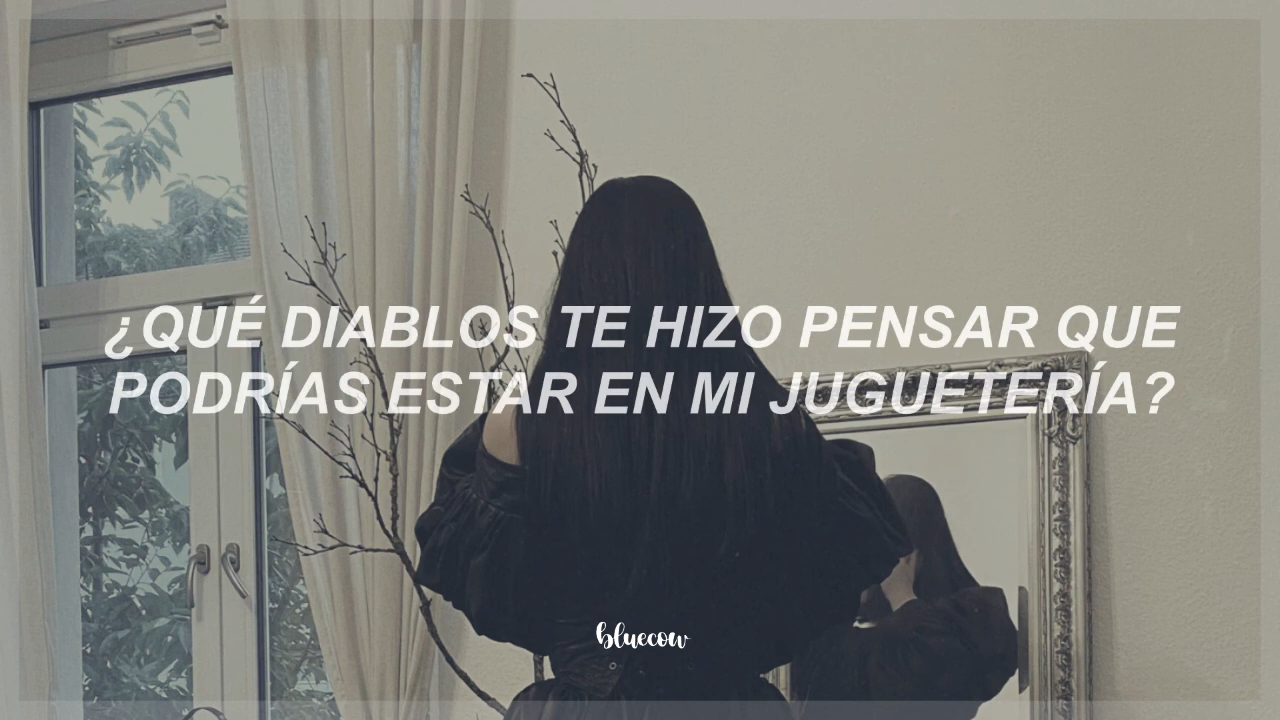 ¿QUÉ DIABLOS TE HIZO PENSAR QUE
PODRÍAS ESTAR EN MI JUGUETERÍA?
bluecow